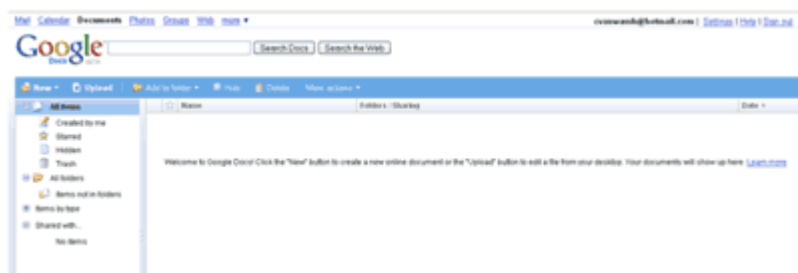 Mail Calendar Documents Photos Groups Web more ▼
@hotmail.com | Settings | Help | Sign out
Google
Docs BETA
Search Docs Search the Web
New Upload Add to folder Hide Delete More actions
All items Name Folders / Sharing Date
Created by me
Starred
Hidden
Trash
Welcome to Google Docs! Click the "New" button to create a new online document or the "Upload" button to edit a file from your desktop. Your documents will show up here. Learn more
All folders
Items not in folders
Items by type
Shared with...
No items